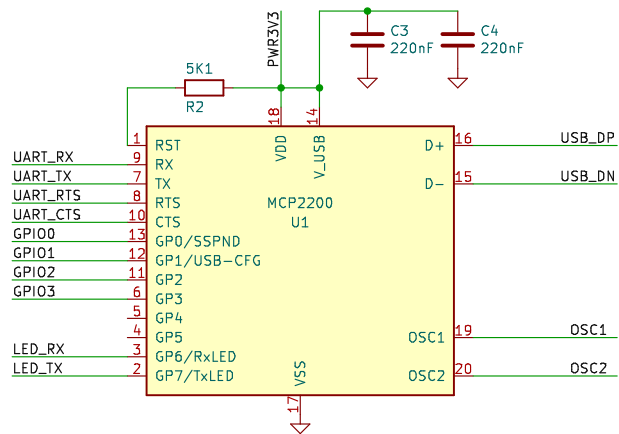 PWR3V3
C3
220nF
C4
220nF
5K1
R2
18
14
VDD
V_USB
1
RST
D+
16
USB_DP
UART_RX
9
RX
UART_TX
7
TX
D-
15
USB_DN
UART_RTS
8
RTS
MCP2200
UART_CTS
10
CTS
U1
GPIO0
13
GP0/SSPND
GPIO1
12
GP1/USB-CFG
GPIO2
11
GP2
GPIO3
6
GP3
5
GP4
4
GP5
OSC1
19
OSC1
LED_RX
3
GP6/RxLED
LED_TX
2
GP7/TxLED
OSC2
20
OSC2
VSS
17